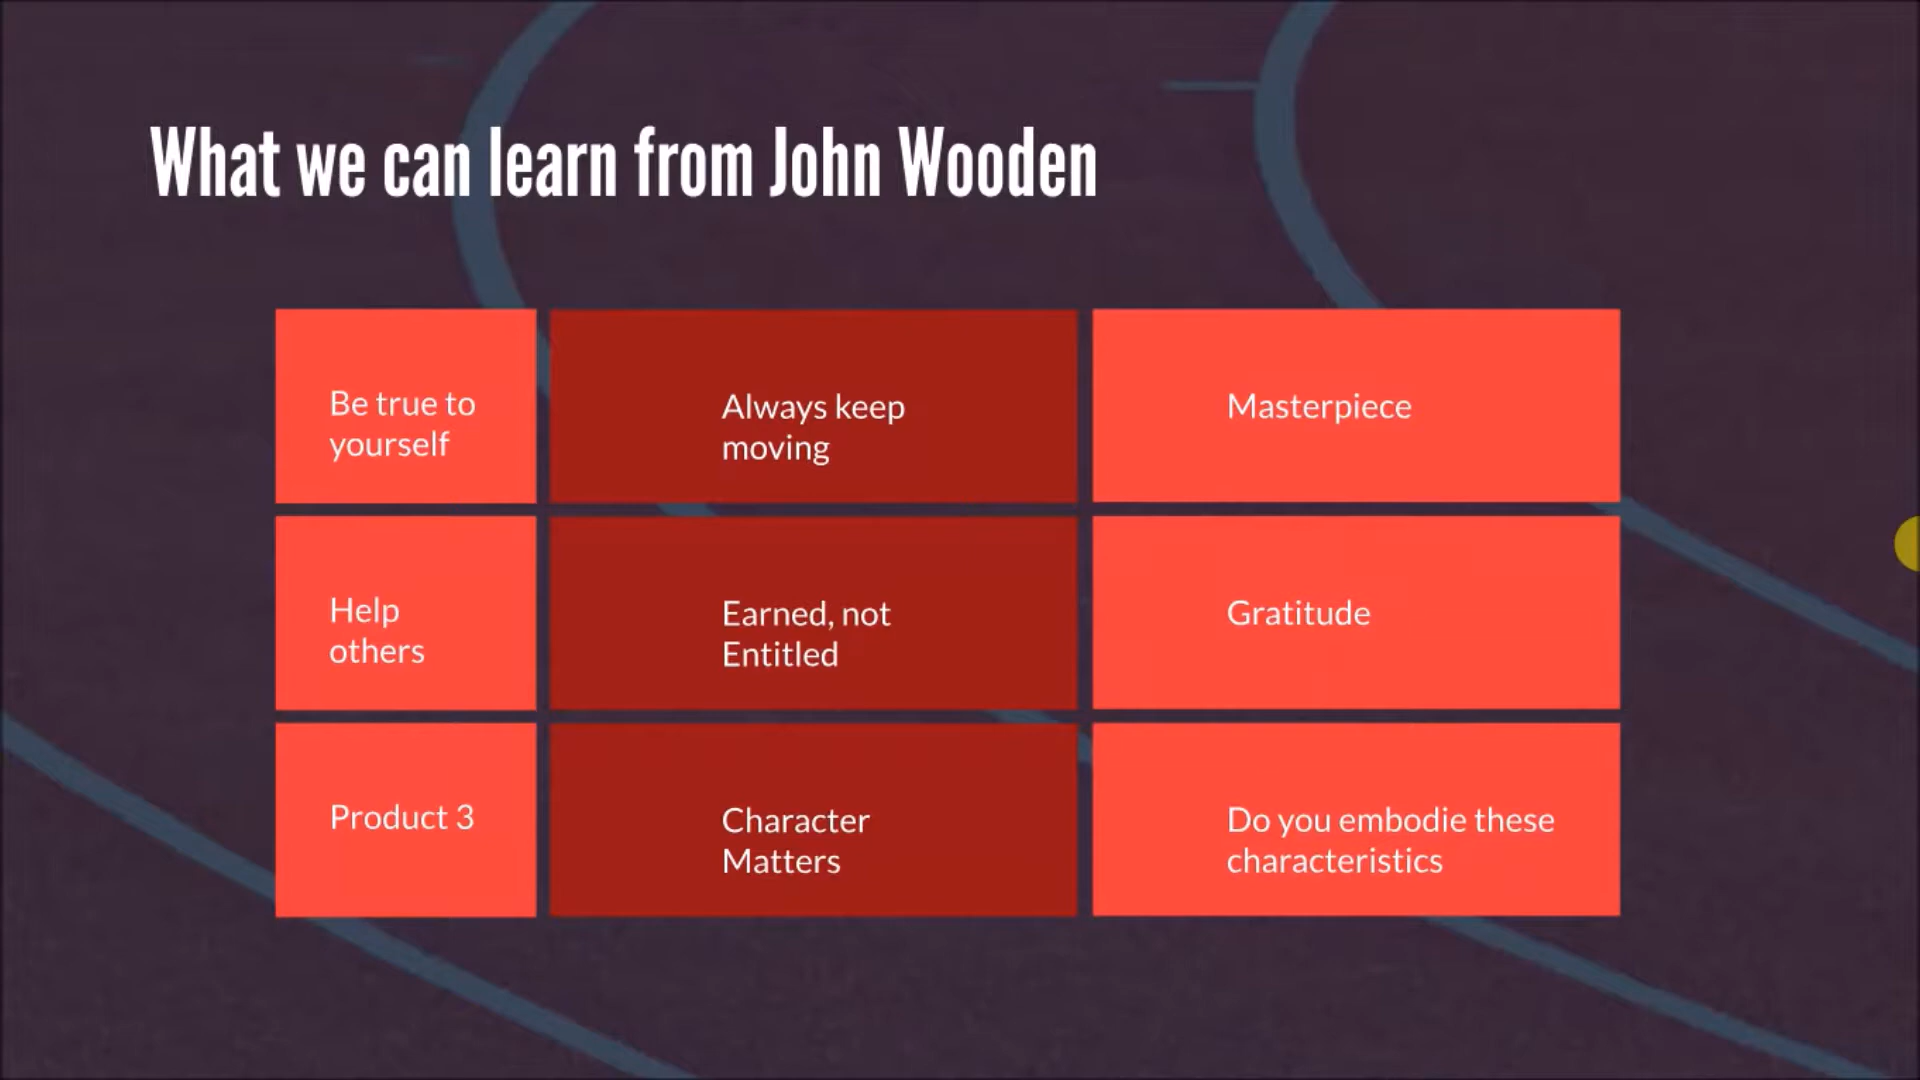 What we can learn from John Wooden
Be true to
yourself
Always keep
moving
Masterpiece
Help
others
Earned, not
Entitled
Gratitude
Product 3
Character
Matters
Do you embodie these
characteristics